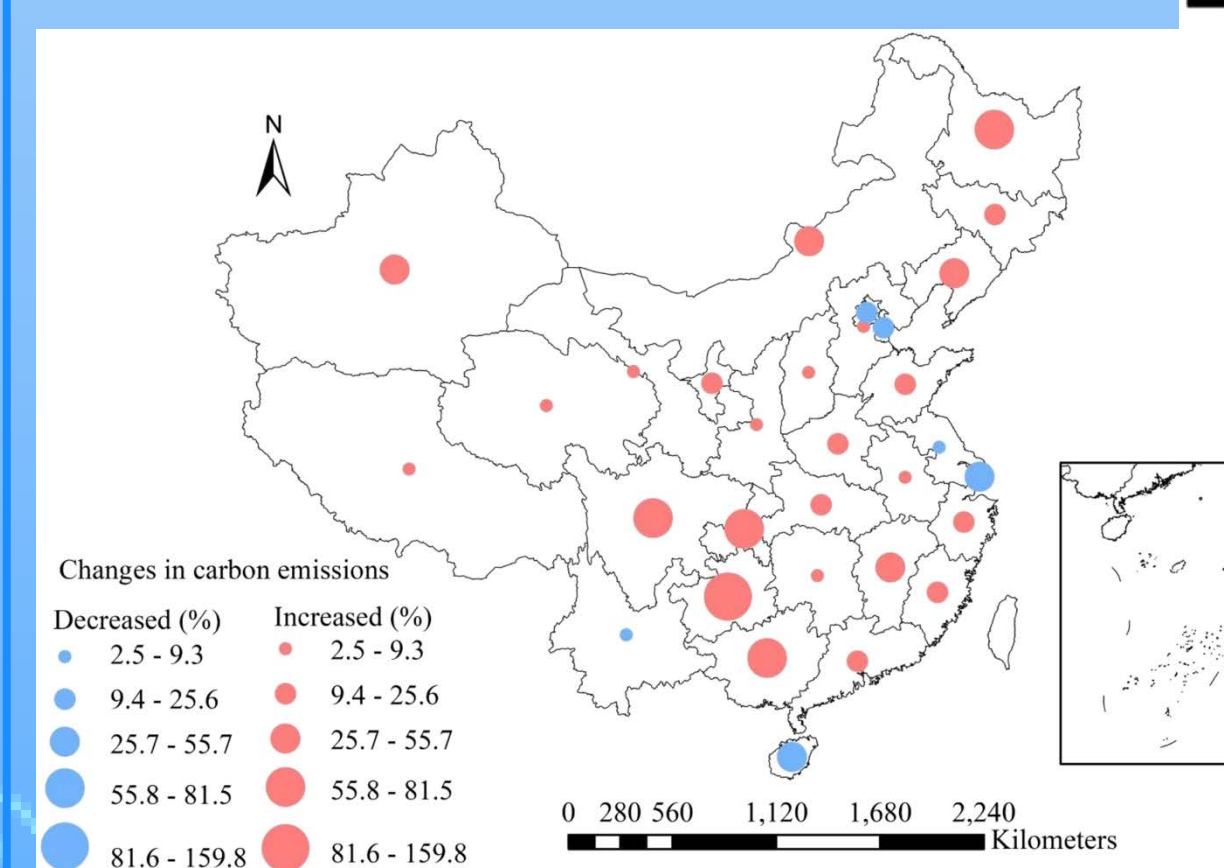 N
Changes in carbon emissions
Decreased (%)
2.5 - 9.3
9.4 - 25.6
25.7 - 55.7
55.8 - 81.5
81.6 - 159.8
Increased (%)
2.5 - 9.3
9.4 - 25.6
25.7 - 55.7
55.8 - 81.5
81.6 - 159.8
0 280 560 1,120 1,680 2,240
Kilometers